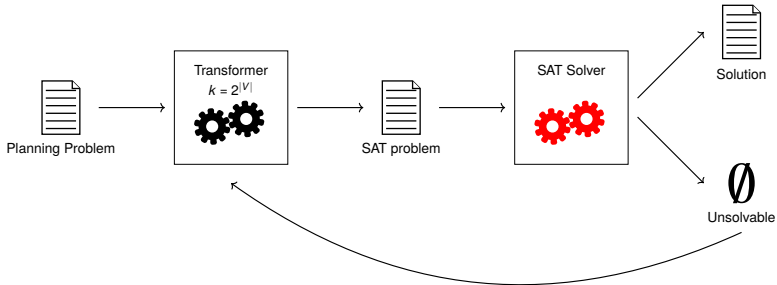 Planning Problem
Transformer
k = 2^|V|
SAT problem
SAT Solver
Solution
∅
Unsolvable